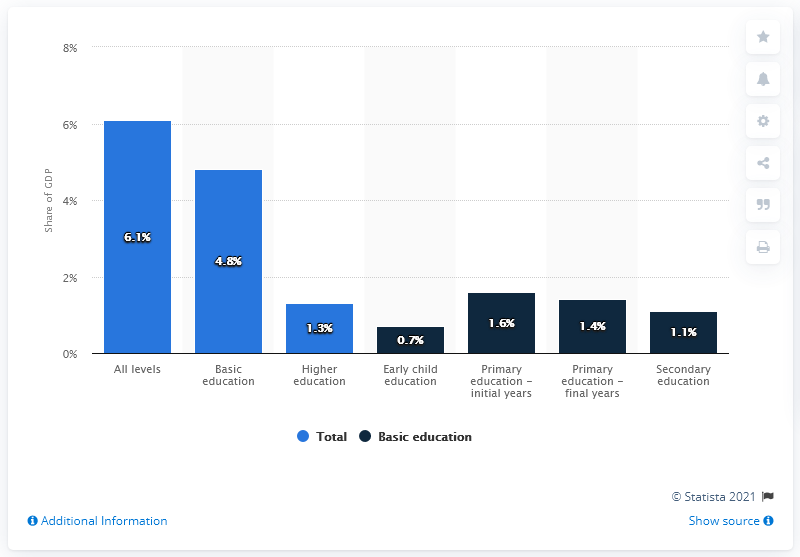 8%
6%
4%
2%
0%
Share of GDP
6.1%
4.8%
1.3%
0.7%
1.6%
1.4%
1.1%
All levels
Basic
education
Higher
education
Early child
education
Primary
education –
initial years
Primary
education –
final years
Secondary
education
Total
Basic education
© Statista 2021
Additional Information
Show source